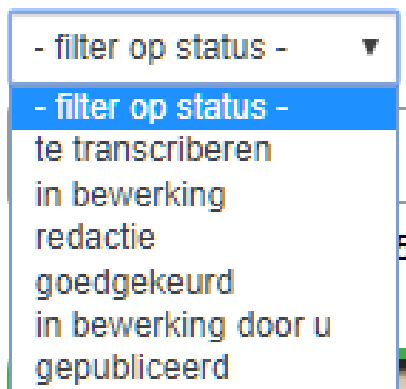 - filter op status -
- filter op status -
te transcriberen
in bewerking
redactie
goedgekeurd
in bewerking door u
gepubliceerd